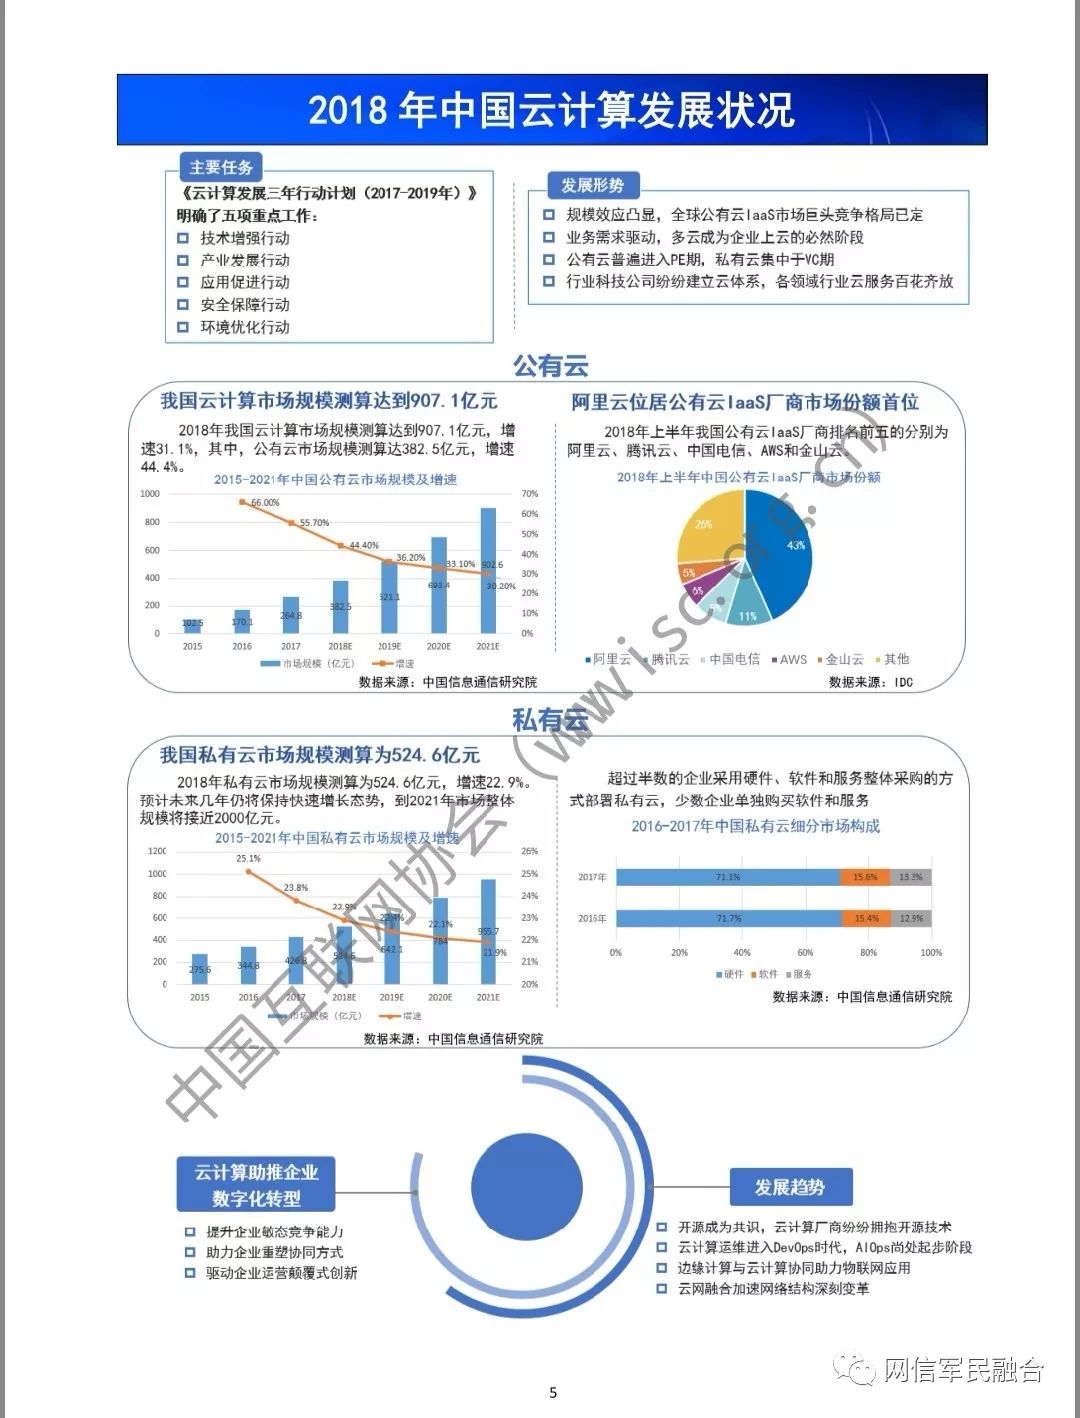 2018 年中国云计算发展状况
主要任务
《云计算发展三年行动计划（2017-2019年）》
明确了五项重点工作：
技术增强行动
产业发展行动
应用促进行动
安全保障行动
环境优化行动
发展形势
规模效应凸显，全球公有云IaaS市场巨头竞争格局已定
业务需求驱动，多云成为企业上云的必然阶段
公有云普遍进入PE期，私有云集中于VC期
行业科技公司纷纷建立云体系，各领域行业云服务百花齐放
公有云
我国云计算市场规模测算达到907.1亿元
2018年我国云计算市场规模测算达到907.1亿元，增
速31.1%，其中，公有云市场规模测算达382.5亿元，增速
44.4%。
2015-2021年中国公有云市场规模及增速
1000
800
600
400
200
0
70%
60%
50%
40%
30%
20%
10%
0%
66.00%
55.70%
44.40%
36.20%
33.10%
30.20%
102.5
170.1
264.8
382.5
521.1
693.4
902.6
2015
2016
2017
2018E
2019E
2020E
2021E
市场规模（亿元）
增速
数据来源：中国信息通信研究院
阿里云位居公有云IaaS厂商市场份额首位
2018年上半年我国公有云IaaS厂商排名前五的分别为
阿里云、腾讯云、中国电信、AWS和金山云。
2018年上半年中国公有云IaaS厂商市场份额
43%
11%
9%
6%
5%
26%
阿里云
腾讯云
中国电信
AWS
金山云
其他
数据来源：IDC
私有云
我国私有云市场规模测算为524.6亿元
2018年私有云市场规模测算为524.6亿元，增速22.9%。
预计未来几年仍将保持快速增长态势，到2021年市场整体
规模将接近2000亿元。
2015-2021年中国私有云市场规模及增速
1200
1000
800
600
400
200
0
26%
25%
24%
23%
22%
21%
20%
25.1%
23.8%
22.9%
22.4%
22.1%
21.9%
275.6
344.8
426.8
524.6
642.1
784
955.7
2015
2016
2017
2018E
2019E
2020E
2021E
市场规模（亿元）
增速
数据来源：中国信息通信研究院
超过半数的企业采用硬件、软件和服务整体采购的方
式部署私有云，少数企业单独购买软件和服务
2016-2017年中国私有云细分市场构成
2017年
71.1%
15.6%
13.3%
2016年
71.7%
15.4%
12.9%
0%
20%
40%
60%
80%
100%
硬件
软件
服务
数据来源：中国信息通信研究院
云计算助推企业
数字化转型
提升企业敏态竞争能力
助力企业重塑协同方式
驱动企业运营颠覆式创新
发展趋势
开源成为共识，云计算厂商纷纷拥抱开源技术
云计算运维进入DevOps时代，AIOps尚处起步阶段
边缘计算与云计算协同助力物联网应用
云网融合加速网络结构深刻变革
中国互联网协会（www.isc.org.cn）
网信军民融合
5